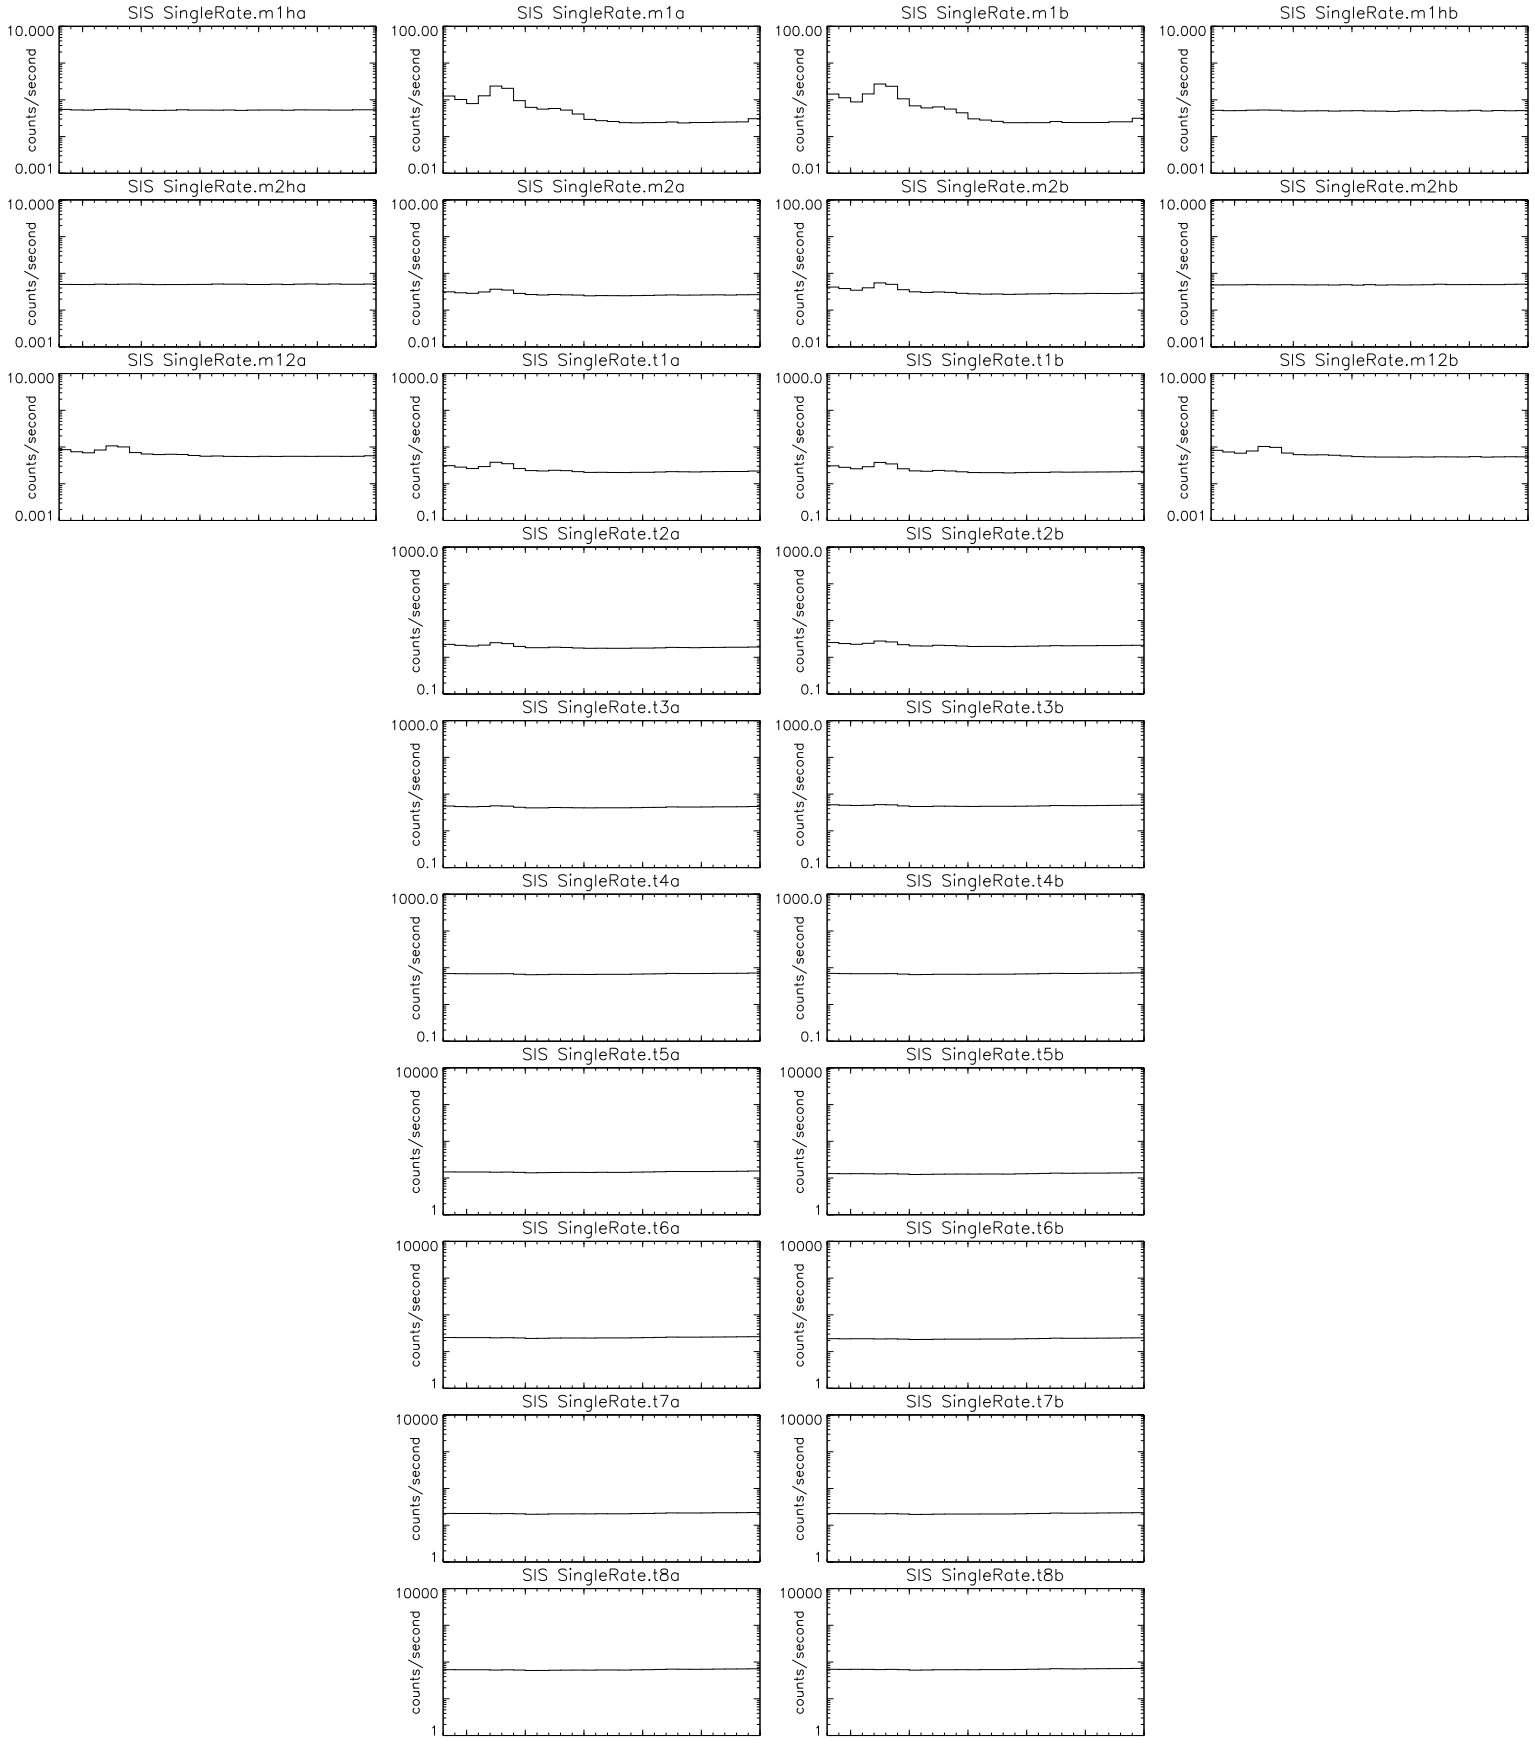 SIS SingleRate.m1ha
10.000
counts/second
0.001
SIS SingleRate.m1a
100.00
counts/second
0.01
SIS SingleRate.m1b
100.00
counts/second
0.01
SIS SingleRate.m1hb
10.000
counts/second
0.001
SIS SingleRate.m2ha
10.000
counts/second
0.001
SIS SingleRate.m2a
100.00
counts/second
0.01
SIS SingleRate.m2b
100.00
counts/second
0.01
SIS SingleRate.m2hb
10.000
counts/second
0.001
SIS SingleRate.m12a
10.000
counts/second
0.001
SIS SingleRate.t1a
1000.0
counts/second
0.1
SIS SingleRate.t1b
1000.0
counts/second
0.1
SIS SingleRate.m12b
10.000
counts/second
0.001
SIS SingleRate.t2a
1000.0
counts/second
0.1
SIS SingleRate.t2b
1000.0
counts/second
0.1
SIS SingleRate.t3a
1000.0
counts/second
0.1
SIS SingleRate.t3b
1000.0
counts/second
0.1
SIS SingleRate.t4a
1000.0
counts/second
0.1
SIS SingleRate.t4b
1000.0
counts/second
0.1
SIS SingleRate.t5a
10000
counts/second
1
SIS SingleRate.t5b
10000
counts/second
1
SIS SingleRate.t6a
10000
counts/second
1
SIS SingleRate.t6b
10000
counts/second
1
SIS SingleRate.t7a
10000
counts/second
1
SIS SingleRate.t7b
10000
counts/second
1
SIS SingleRate.t8a
10000
counts/second
1
SIS SingleRate.t8b
10000
counts/second
1